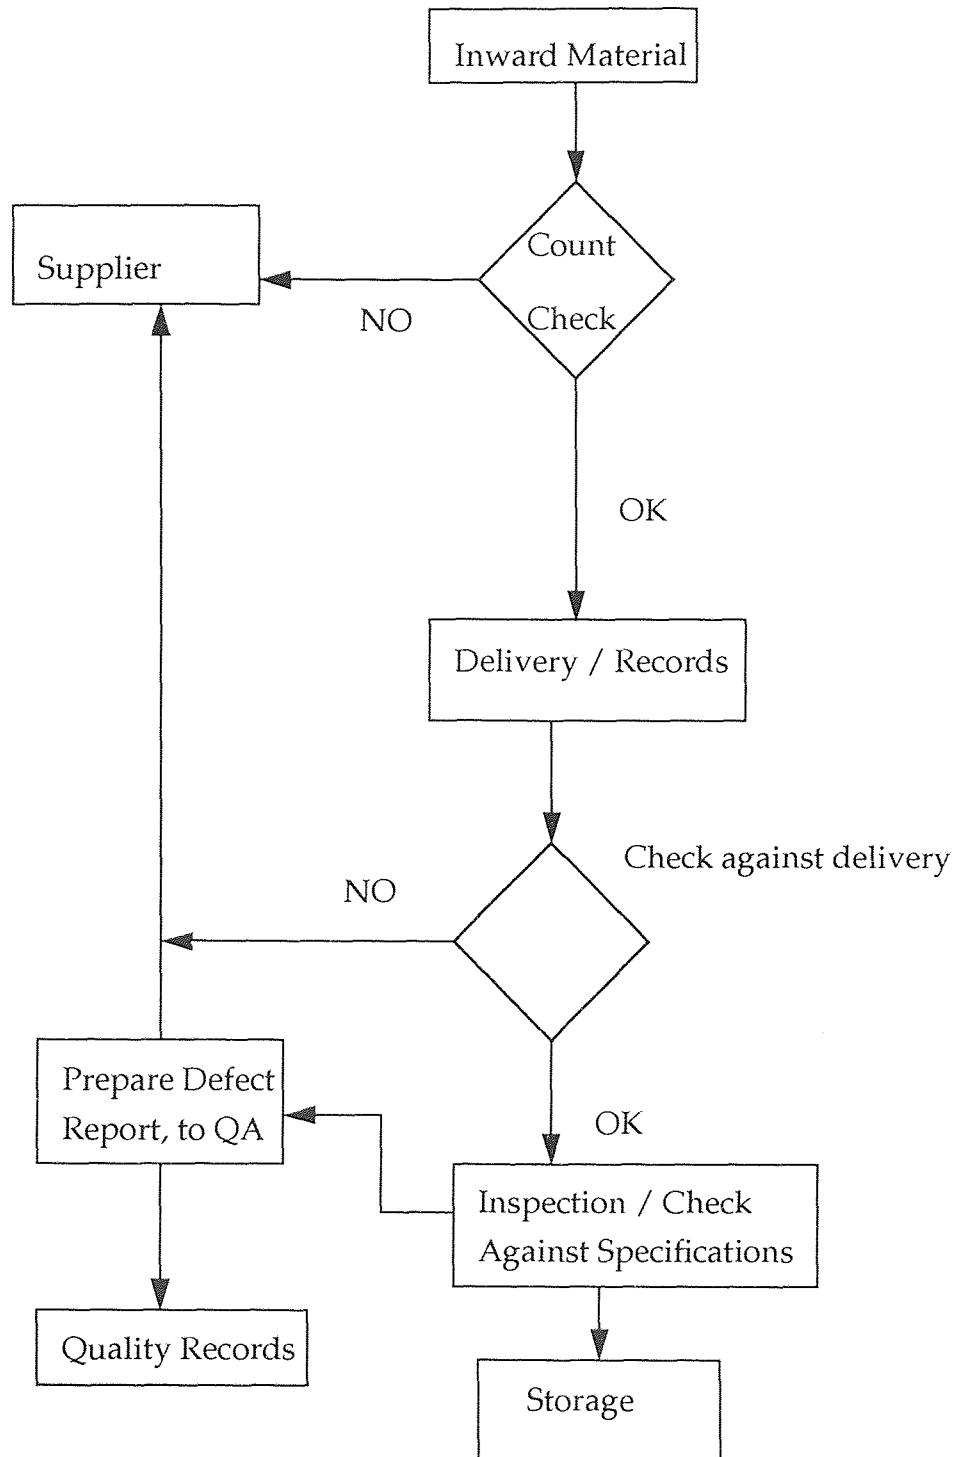 Inward Material
Count
Check
Supplier
NO
OK
Delivery / Records
Check against delivery
NO
OK
Prepare Defect
Report, to QA
Inspection / Check
Against Specifications
Quality Records
Storage